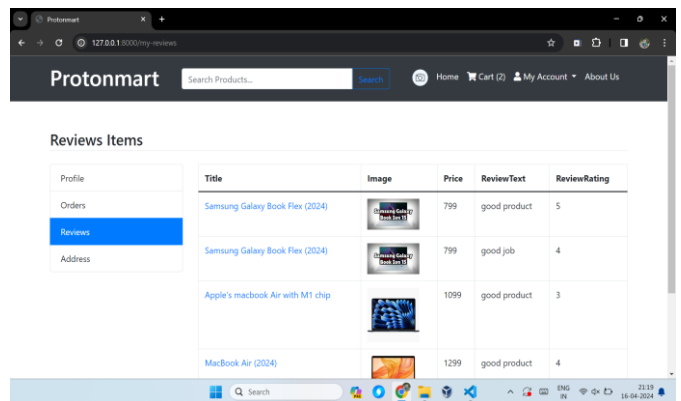 Protonmart
127.0.0.1:8000/my-reviews
Protonmart
Search Products...
Search
Home
Cart (2)
My Account
About Us
Reviews Items
Profile
Orders
Reviews
Address
Title Image Price ReviewText ReviewRating
Samsung Galaxy Book Flex (2024) 799 good product 5
Samsung Galaxy Book Flex (2024) 799 good job 4
Apple's macbook Air with M1 chip 1099 good product 3
MacBook Air (2024) 1299 good product 4
Search
ENG
IN
21:19
16-04-2024